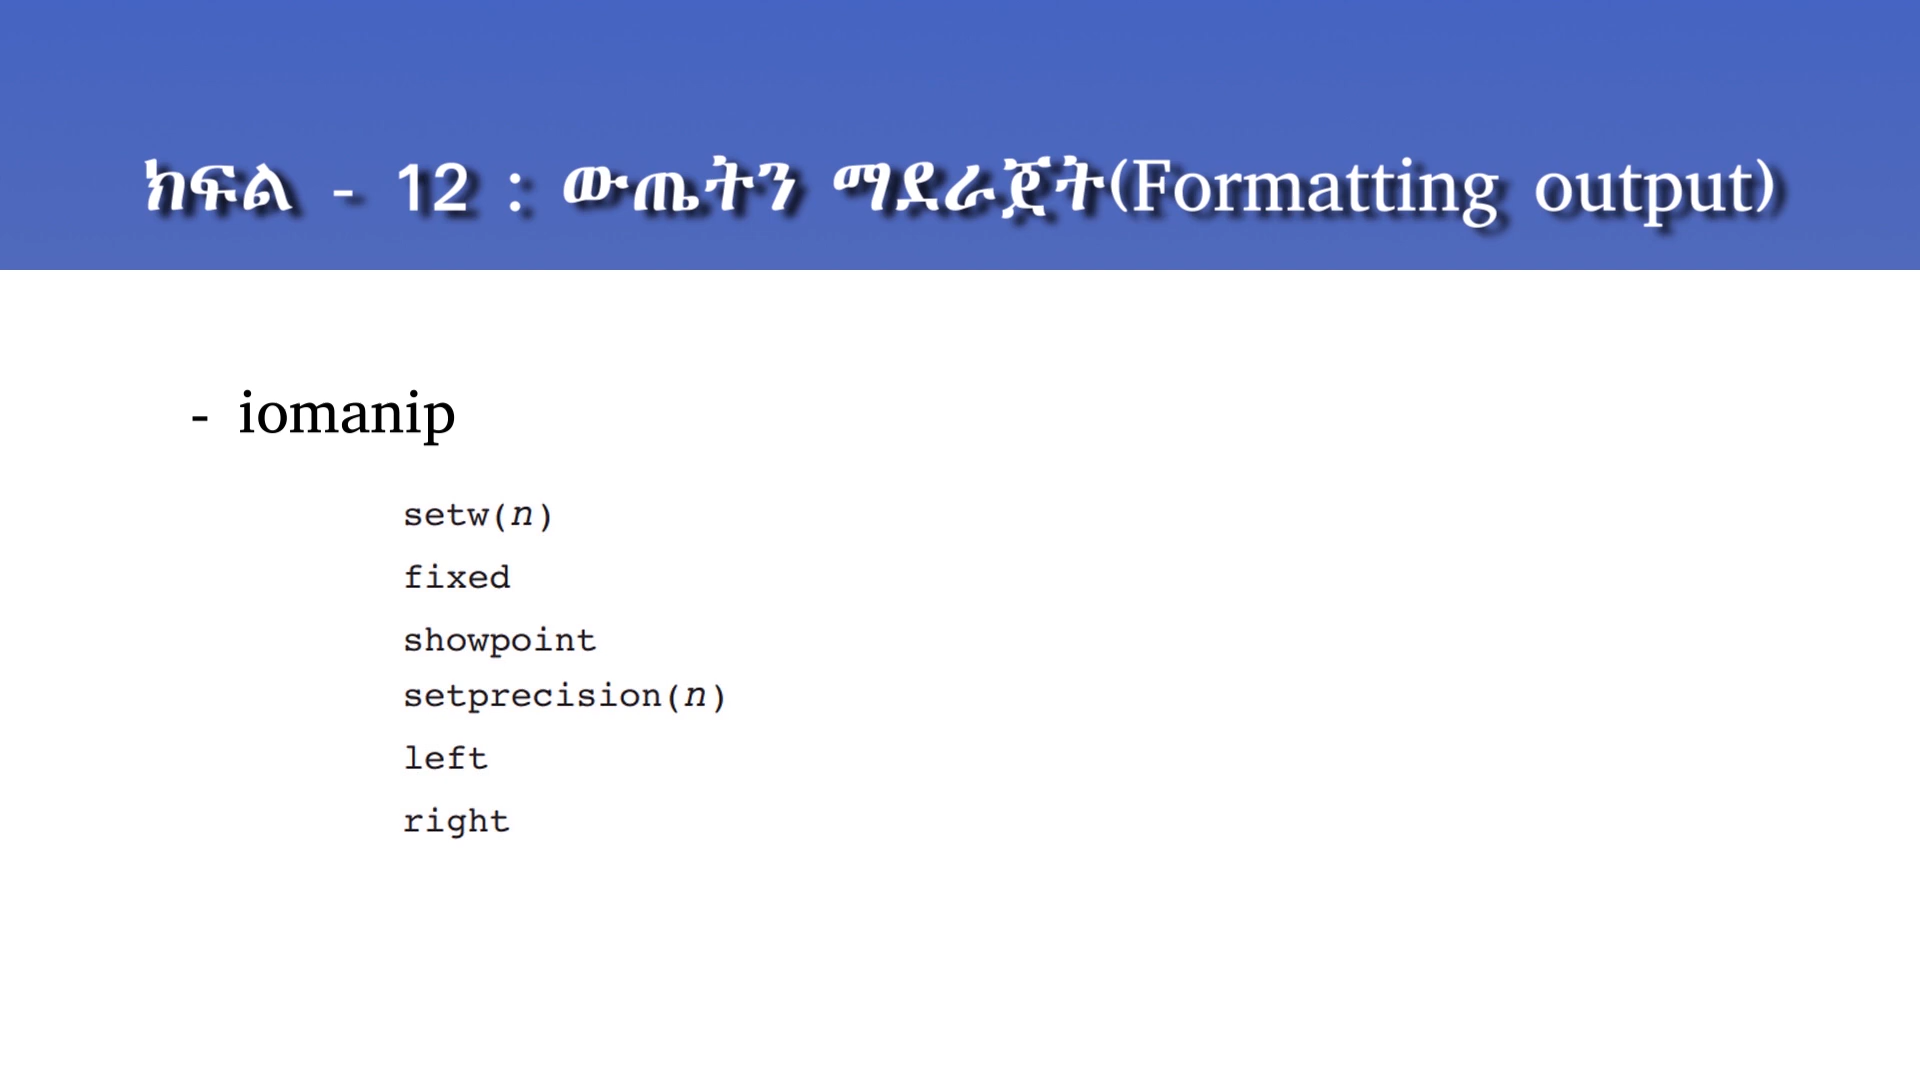 ክፍል - 12 : ውጤትን ማደራጀት(Formatting output)
- iomanip
setw(n)
fixed
showpoint
setprecision(n)
left
right